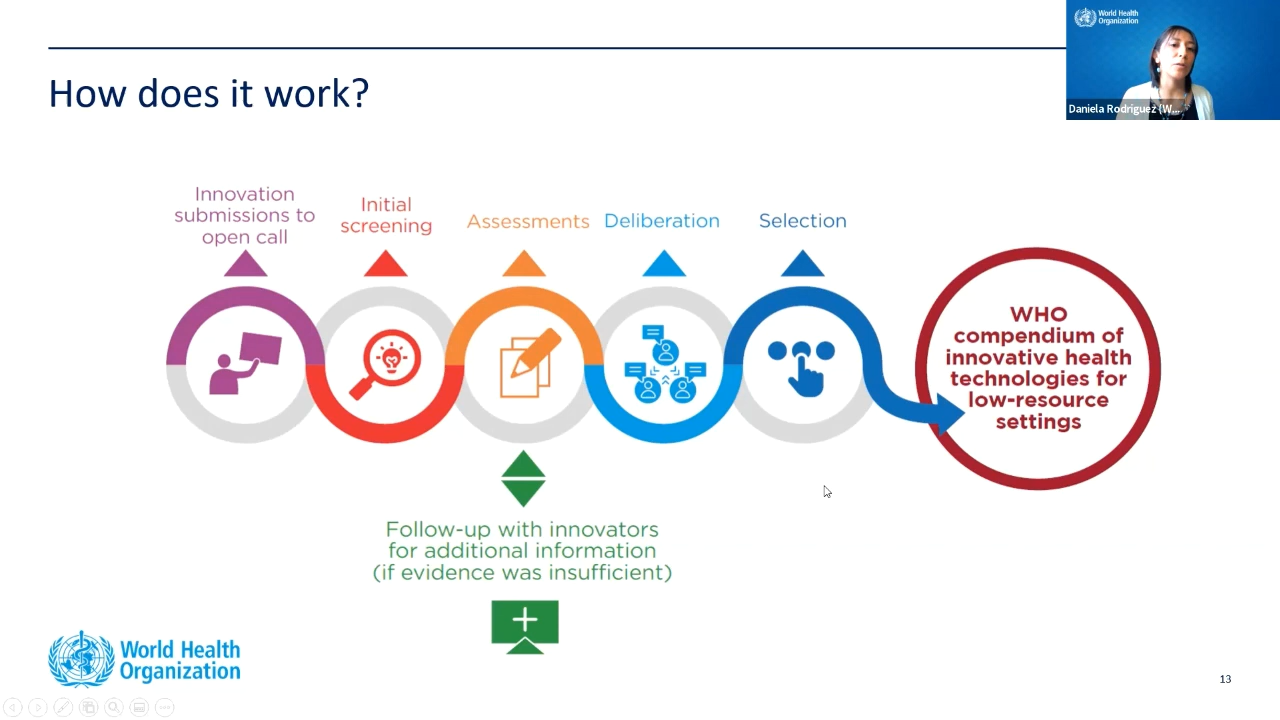 World Health
Organization
Daniela Rodriguez (W...
How does it work?
Innovation
submissions to
open call
Initial
screening
Assessments
Deliberation
Selection
WHO
compendium of
innovative health
technologies for
low-resource
settings
Follow-up with innovators
for additional information
(if evidence was insufficient)
World Health
Organization
13